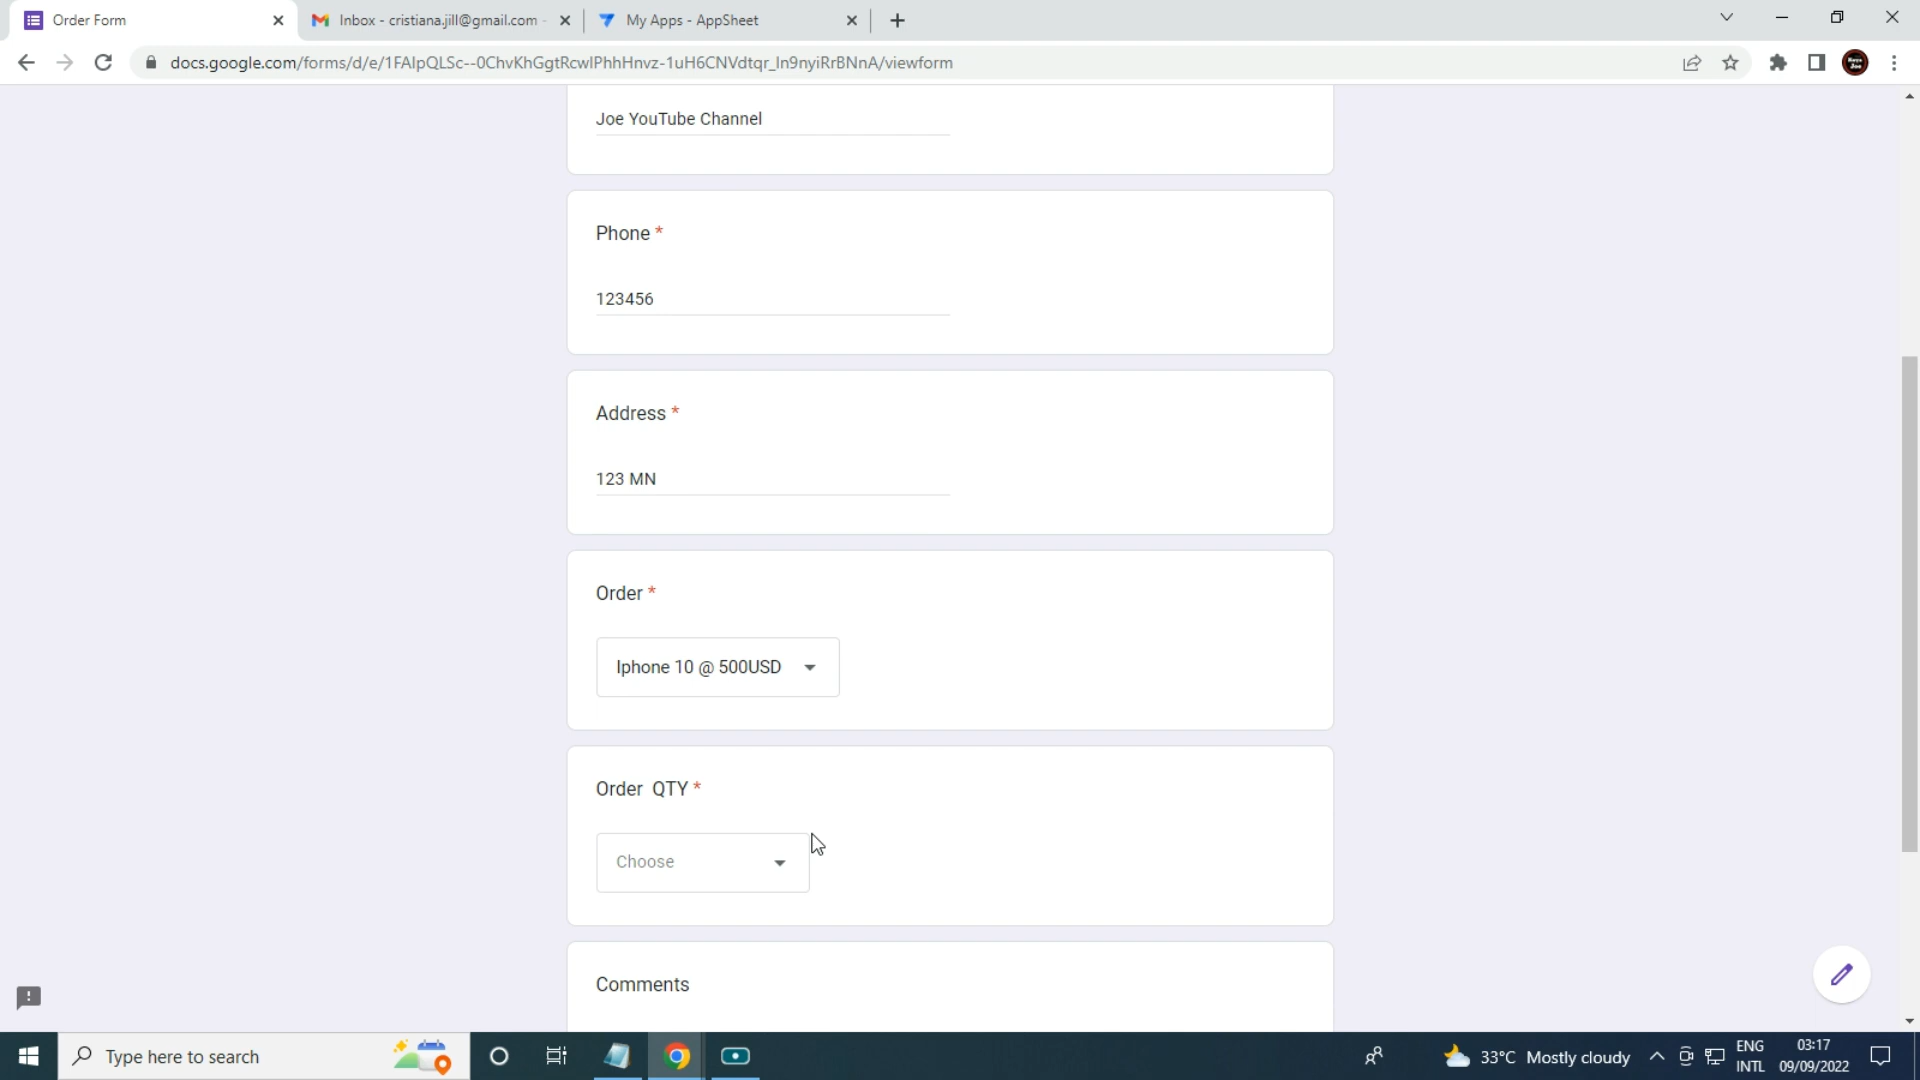 Order Form
Inbox - cristiana.jill@gmail.com -
My Apps - AppSheet
docs.google.com/forms/d/e/1FAIpQLSc--0ChvKhGgtRcwIPhhHnvz-1uH6CNVdtqr_In9nyiRrBNnA/viewform
Joe YouTube Channel
Phone *
123456
Address *
123 MN
Order *
Iphone 10 @ 500USD
Order QTY *
Choose
Comments
Type here to search
33°C Mostly cloudy
ENG
INTL
03:17
09/09/2022